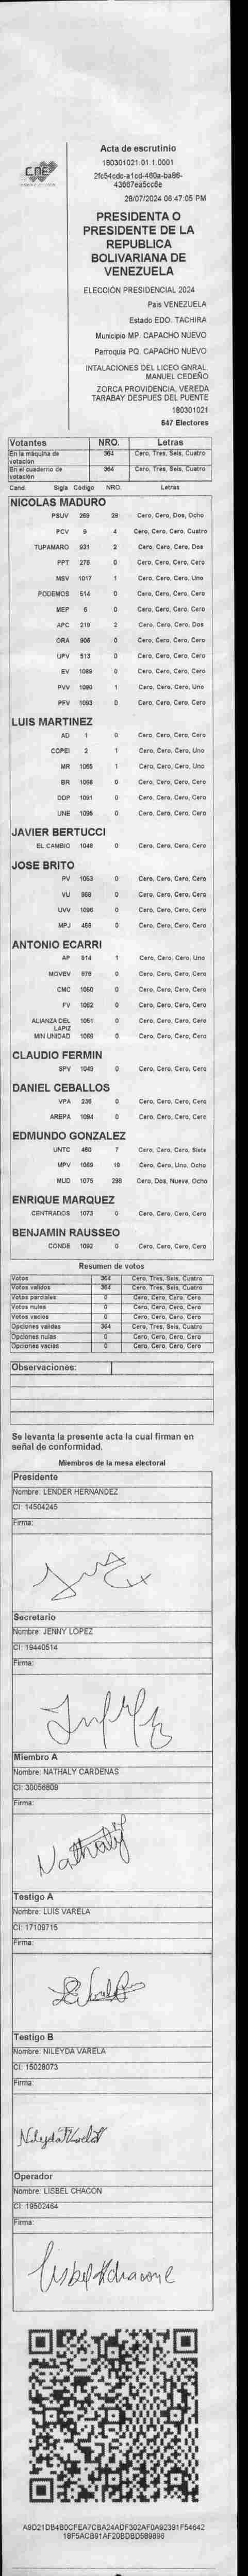 CNE
Acta de escrutinio
180301021.01.1.0001
28/07/2024 06:47:05 PM
PRESIDENTA O
PRESIDENTE DE LA
REPUBLICA
BOLIVARIANA DE
VENEZUELA
ELECCIÓN PRESIDENCIAL 2024
Pais VENEZUELA
Estado EDO. TACHIRA
Municipio MP. CAPACHO NUEVO
Parroquia PQ. CAPACHO NUEVO
INTALACIONES DEL LICEO GNRAL.
MANUEL CEDEÑO
ZORCA PROVIDENCIA, VEREDA
TARABAY DESPUES DEL PUENTE
180301021
847 Electores
Votantes NRO. Letras
En la máquina de votación 364 Cero, Tres, Seis, Cuatro
En el cuaderno de votación 364 Cero, Tres, Seis, Cuatro
Cand. Sigla Codigo NRO. Letras
NICOLAS MADURO
PSUV 269 28 Cero, Cero, Dos, Ocho
PCV 9 4 Cero, Cero, Cero, Cuatro
TUPAMARO 931 2 Cero, Cero, Cero, Dos
PPT 276 0 Cero, Cero, Cero, Cero
MSV 1017 1 Cero, Cero, Cero, Uno
PODEMOS 514 0 Cero, Cero, Cero, Cero
MEP 6 0 Cero, Cero, Cero, Cero
APC 219 2 Cero, Cero, Cero, Dos
ORA 906 0 Cero, Cero, Cero, Cero
UPV 513 0 Cero, Cero, Cero, Cero
EV 1089 0 Cero, Cero, Cero, Cero
PVV 1090 1 Cero, Cero, Cero, Uno
PFV 1093 0 Cero, Cero, Cero, Cero
LUIS MARTINEZ
AD 1 0 Cero, Cero, Cero, Cero
COPEI 2 1 Cero, Cero, Cero, Uno
MR 1065 1 Cero, Cero, Cero, Uno
BR 1058 0 Cero, Cero, Cero, Cero
DDP 1091 0 Cero, Cero, Cero, Cero
UNE 1095 0 Cero, Cero, Cero, Cero
JAVIER BERTUCCI
EL CAMBIO 1048 0 Cero, Cero, Cero, Cero
JOSE BRITO
PV 1053 0 Cero, Cero, Cero, Cero
VU 866 0 Cero, Cero, Cero, Cero
UVV 1096 0 Cero, Cero, Cero, Cero
MPJ 458 0 Cero, Cero, Cero, Cero
ANTONIO ECARRI
AP 914 1 Cero, Cero, Cero, Uno
MOVEV 979 0 Cero, Cero, Cero, Cero
CMC 1050 0 Cero, Cero, Cero, Cero
FV 1062 0 Cero, Cero, Cero, Cero
ALIANZA DEL LAPIZ 1051 0 Cero, Cero, Cero, Cero
MIN UNIDAD 1068 0 Cero, Cero, Cero, Cero
CLAUDIO FERMIN
SPV 1049 0 Cero, Cero, Cero, Cero
DANIEL CEBALLOS
VPA 236 0 Cero, Cero, Cero, Cero
AREPA 1094 0 Cero, Cero, Cero, Cero
EDMUNDO GONZALEZ
UNTC 460 7 Cero, Cero, Cero, Siete
MPV 1069 18 Cero, Cero, Uno, Ocho
MUD 1075 298 Cero, Dos, Nueve, Ocho
ENRIQUE MARQUEZ
CENTRADOS 1073 0 Cero, Cero, Cero, Cero
BENJAMIN RAUSSEO
CONDE 1092 0 Cero, Cero, Cero, Cero
Resumen de votos
Votos 364 Cero, Tres, Seis, Cuatro
Votos validos 364 Cero, Tres, Seis, Cuatro
Votos parciales 0 Cero, Cero, Cero, Cero
Votos nulos 0 Cero, Cero, Cero, Cero
Votos vacios 0 Cero, Cero, Cero, Cero
Opciones validas 364 Cero, Tres, Seis, Cuatro
Opciones nulas 0 Cero, Cero, Cero, Cero
Opciones vacias 0 Cero, Cero, Cero, Cero
Observaciones:
Se levanta la presente acta la cual firman en
señal de conformidad.
Miembros de la mesa electoral
Presidente
Nombre: LENDER HERNANDEZ
CI: 14504245
Firma:
Secretario
Nombre: JENNY LOPEZ
CI: 19440514
Firma:
Miembro A
Nombre: NATHALY CARDENAS
CI: 30056809
Firma:
Nathaly
Testigo A
Nombre: LUIS VARELA
CI: 17109715
Firma:
Testigo B
Nombre: NILEYDA VARELA
CI: 15028073
Firma:
Operador
Nombre: LISBEL CHACON
CI: 19502464
Firma: